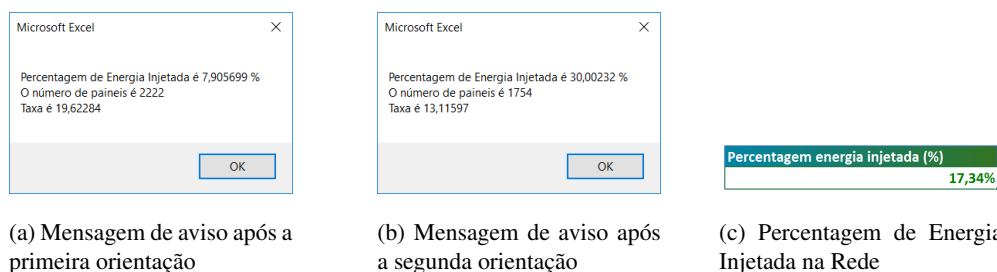 Microsoft Excel
Percentagem de Energia Injetada é 7,905699 %
O número de paineis é 2222
Taxa é 19,62284
OK
(a) Mensagem de aviso após a
primeira orientação
Microsoft Excel
Percentagem de Energia Injetada é 30,00232 %
O número de paineis é 1754
Taxa é 13,11597
OK
(b) Mensagem de aviso após
a segunda orientação
Percentagem energia injetada (%)
17,34%
(c) Percentagem de Energia
Injetada na Rede